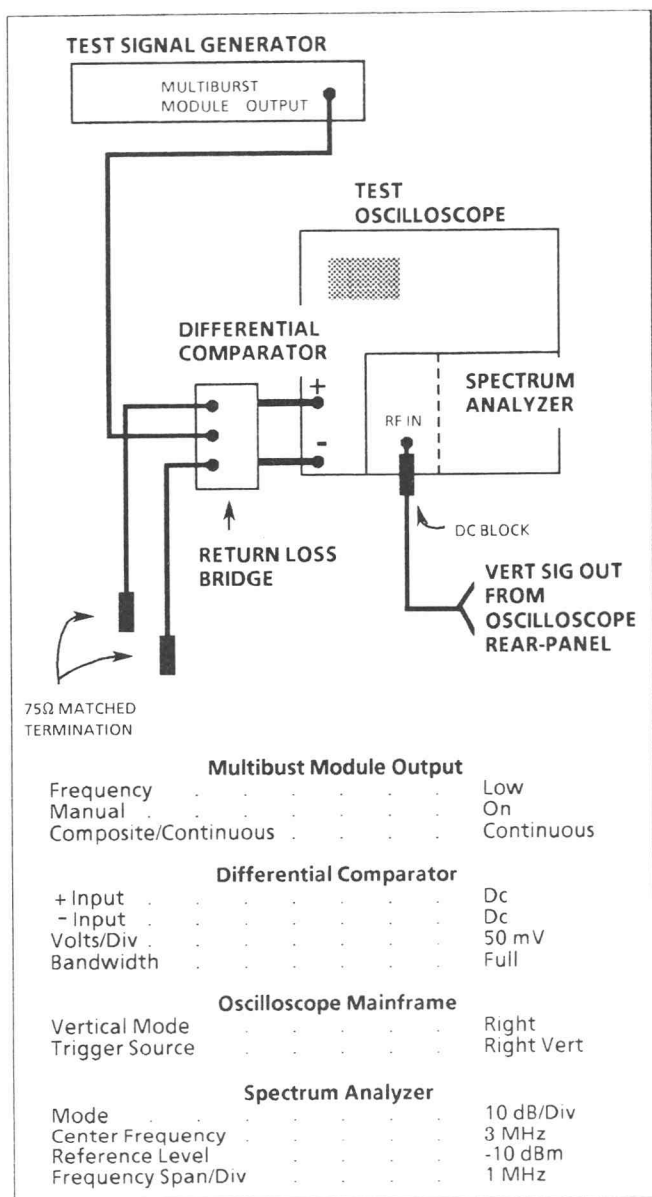 TEST SIGNAL GENERATOR
MULTIBURST
MODULE OUTPUT
TEST
OSCILLOSCOPE
DIFFERENTIAL
COMPARATOR
+
-
SPECTRUM
ANALYZER
RF IN
DC BLOCK
RETURN LOSS
BRIDGE
VERT SIG OUT
FROM
OSCILLOSCOPE
REAR-PANEL
75Ω MATCHED
TERMINATION
Multibust Module Output
Frequency . . . . . . Low
Manual . . . . . . . On
Composite/Continuous . . . . Continuous
Differential Comparator
+ Input . . . . . . . Dc
- Input . . . . . . . Dc
Volts/Div . . . . . . . 50 mV
Bandwidth . . . . . . Full
Oscilloscope Mainframe
Vertical Mode . . . . . Right
Trigger Source . . . . . Right Vert
Spectrum Analyzer
Mode . . . . . . . 10 dB/Div
Center Frequency . . . . . 3 MHz
Reference Level . . . . . -10 dBm
Frequency Span/Div . . . . 1 MHz